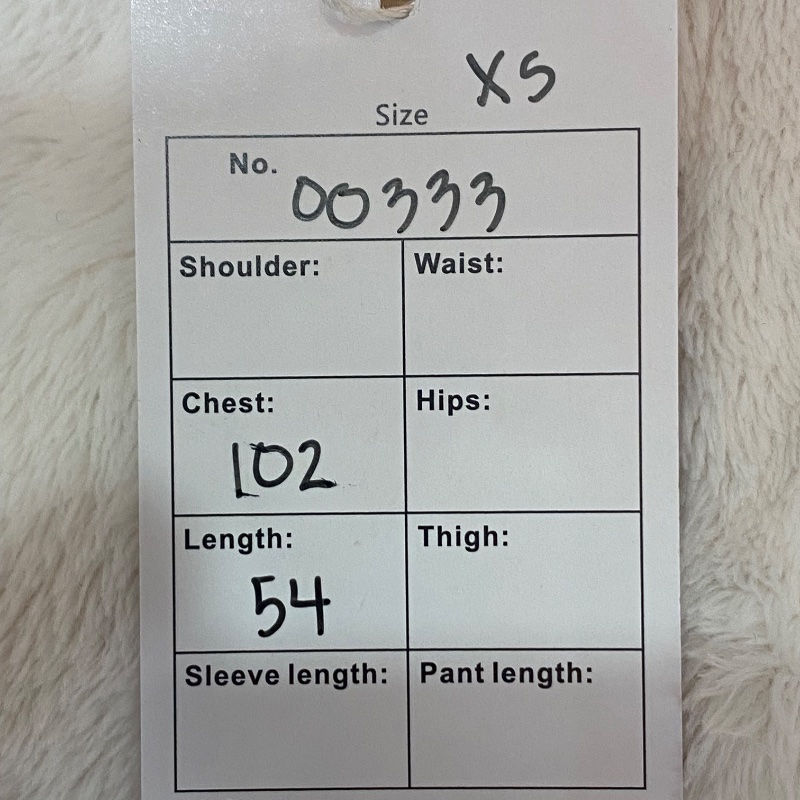 XS
Size
No. 00333
Shoulder: Waist:
Chest: Hips:
102
Length: Thigh:
54
Sleeve length: Pant length: